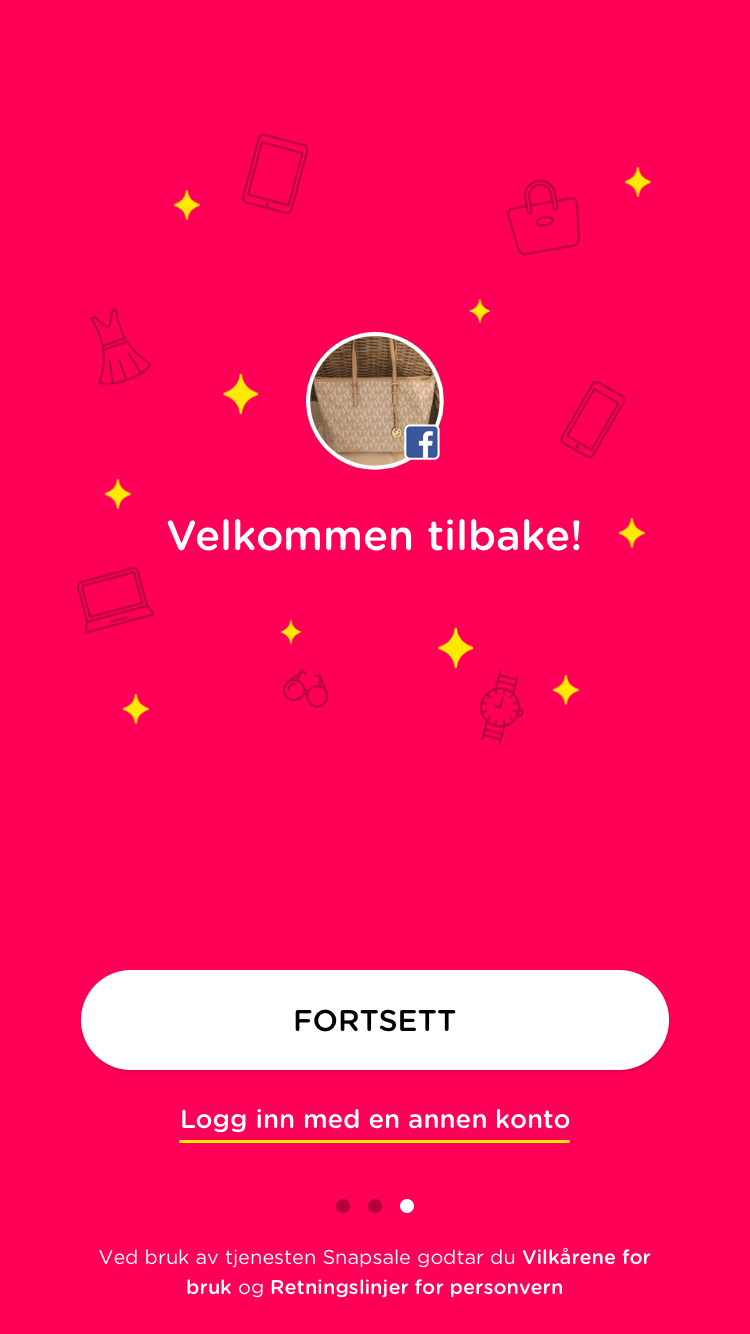 Velkommen tilbake!
FORTSETT
Logg inn med en annen konto
Ved bruk av tjenesten Snapsale godtar du Vilkårene for
bruk og Retningslinjer for personvern